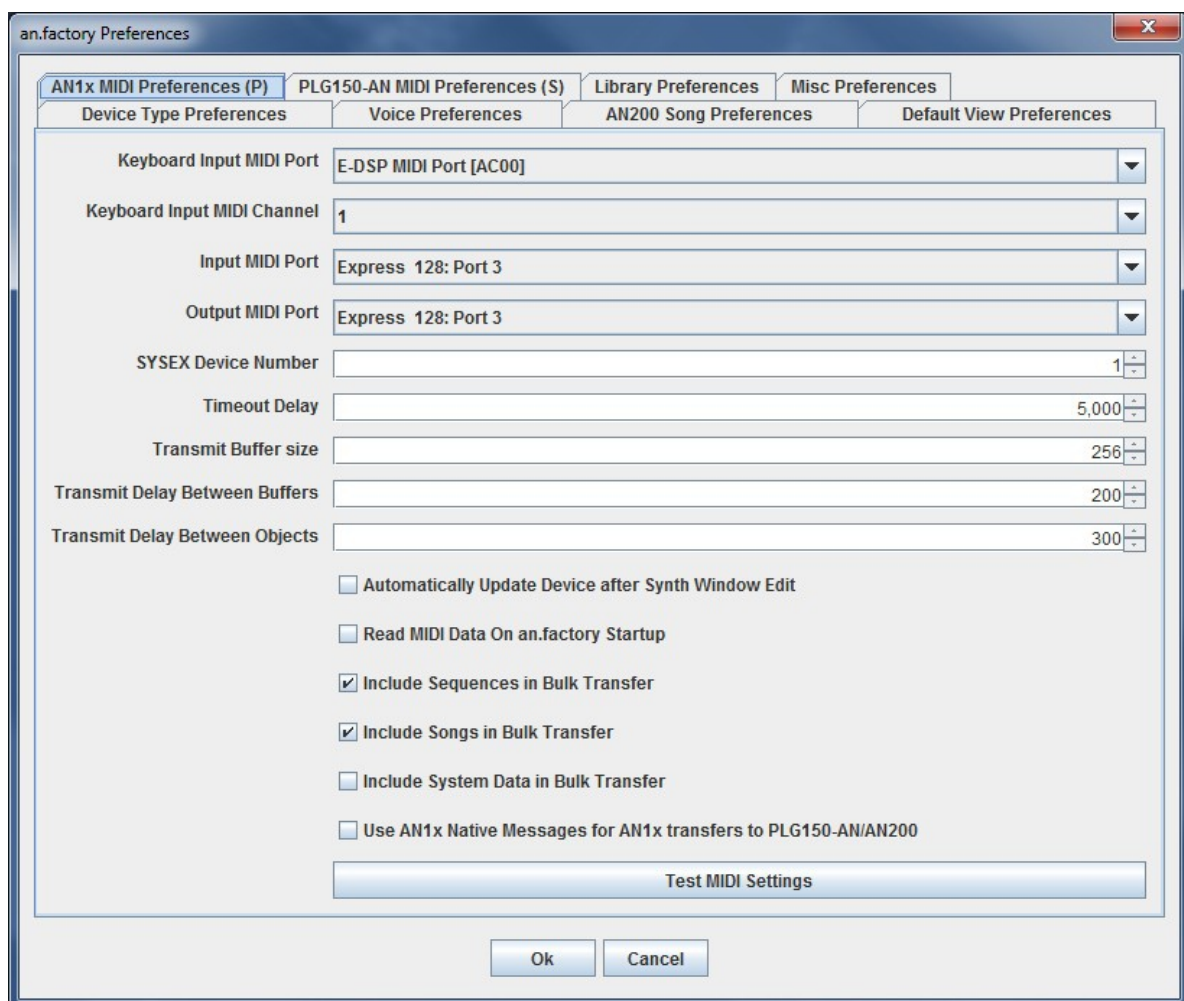 an.factory Preferences
AN1x MIDI Preferences (P) PLG150-AN MIDI Preferences (S) Library Preferences Misc Preferences
Device Type Preferences Voice Preferences AN200 Song Preferences Default View Preferences
Keyboard Input MIDI Port E-DSP MIDI Port [AC00]
Keyboard Input MIDI Channel 1
Input MIDI Port Express 128: Port 3
Output MIDI Port Express 128: Port 3
SYSEX Device Number 1
Timeout Delay 5,000
Transmit Buffer size 256
Transmit Delay Between Buffers 200
Transmit Delay Between Objects 300
Automatically Update Device after Synth Window Edit
Read MIDI Data On an.factory Startup
Include Sequences in Bulk Transfer
Include Songs in Bulk Transfer
Include System Data in Bulk Transfer
Use AN1x Native Messages for AN1x transfers to PLG150-AN/AN200
Test MIDI Settings
Ok Cancel